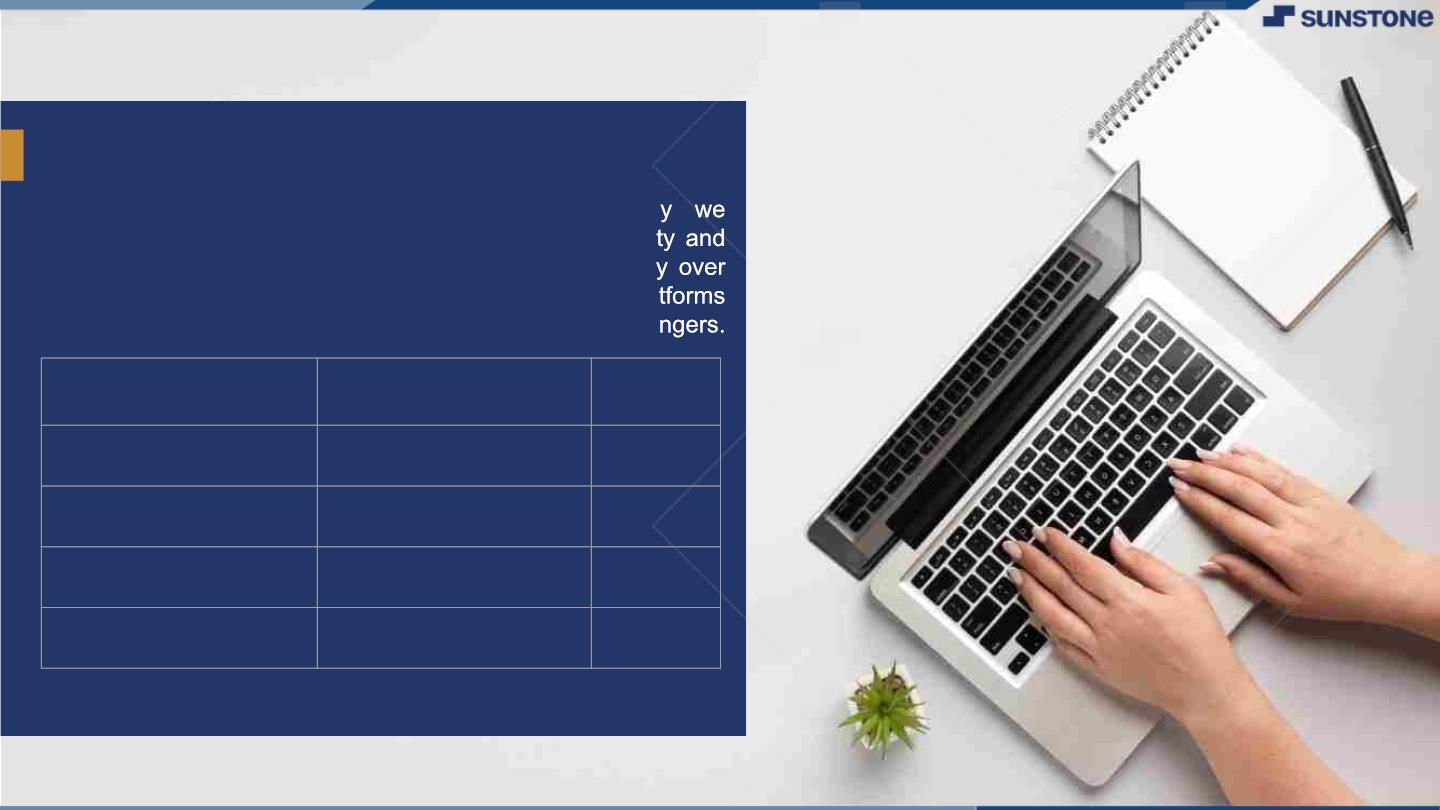 SUNSTONE
y we
ty and
y over
tforms
ngers.